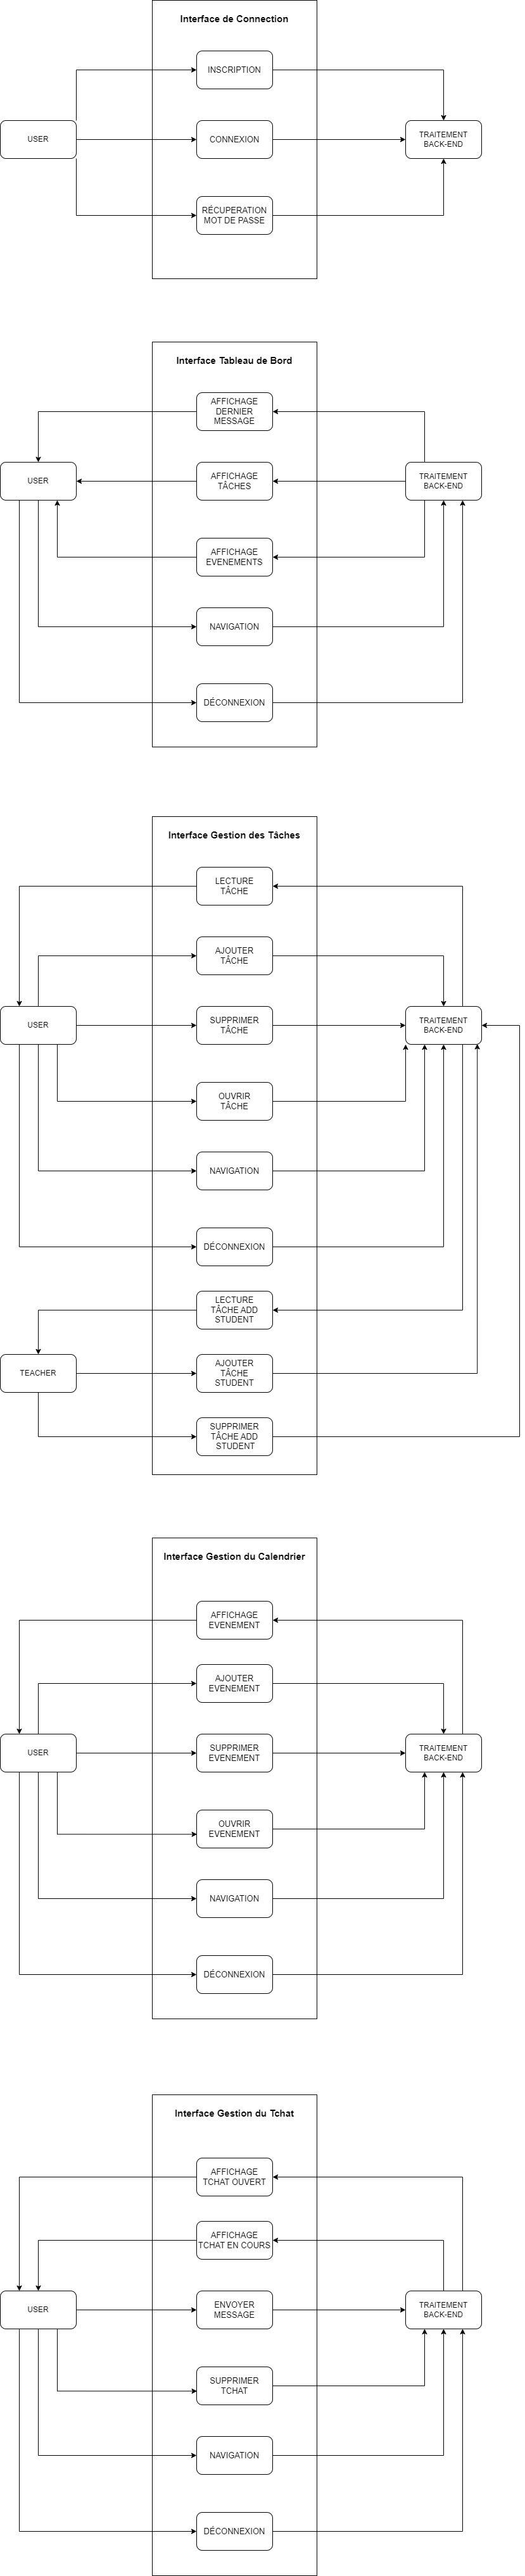 Interface de Connection
INSCRIPTION
USER
CONNEXION
TRAITEMENT
BACK-END
RÉCUPERATION
MOT DE PASSE
Interface Tableau de Bord
AFFICHAGE
DERNIER
MESSAGE
USER
AFFICHAGE
TÂCHES
TRAITEMENT
BACK-END
AFFICHAGE
EVENEMENTS
NAVIGATION
DÉCONNEXION
Interface Gestion des Tâches
LECTURE
TÂCHE
AJOUTER
TÂCHE
USER
SUPPRIMER
TÂCHE
TRAITEMENT
BACK-END
OUVRIR
TÂCHE
NAVIGATION
DÉCONNEXION
LECTURE
TÂCHE ADD
STUDENT
TEACHER
AJOUTER
TÂCHE
STUDENT
SUPPRIMER
TÂCHE ADD
STUDENT
Interface Gestion du Calendrier
AFFICHAGE
EVENEMENT
AJOUTER
EVENEMENT
USER
SUPPRIMER
EVENEMENT
TRAITEMENT
BACK-END
OUVRIR
EVENEMENT
NAVIGATION
DÉCONNEXION
Interface Gestion du Tchat
AFFICHAGE
TCHAT OUVERT
AFFICHAGE
TCHAT EN COURS
USER
ENVOYER
MESSAGE
TRAITEMENT
BACK-END
SUPPRIMER
TCHAT
NAVIGATION
DÉCONNEXION